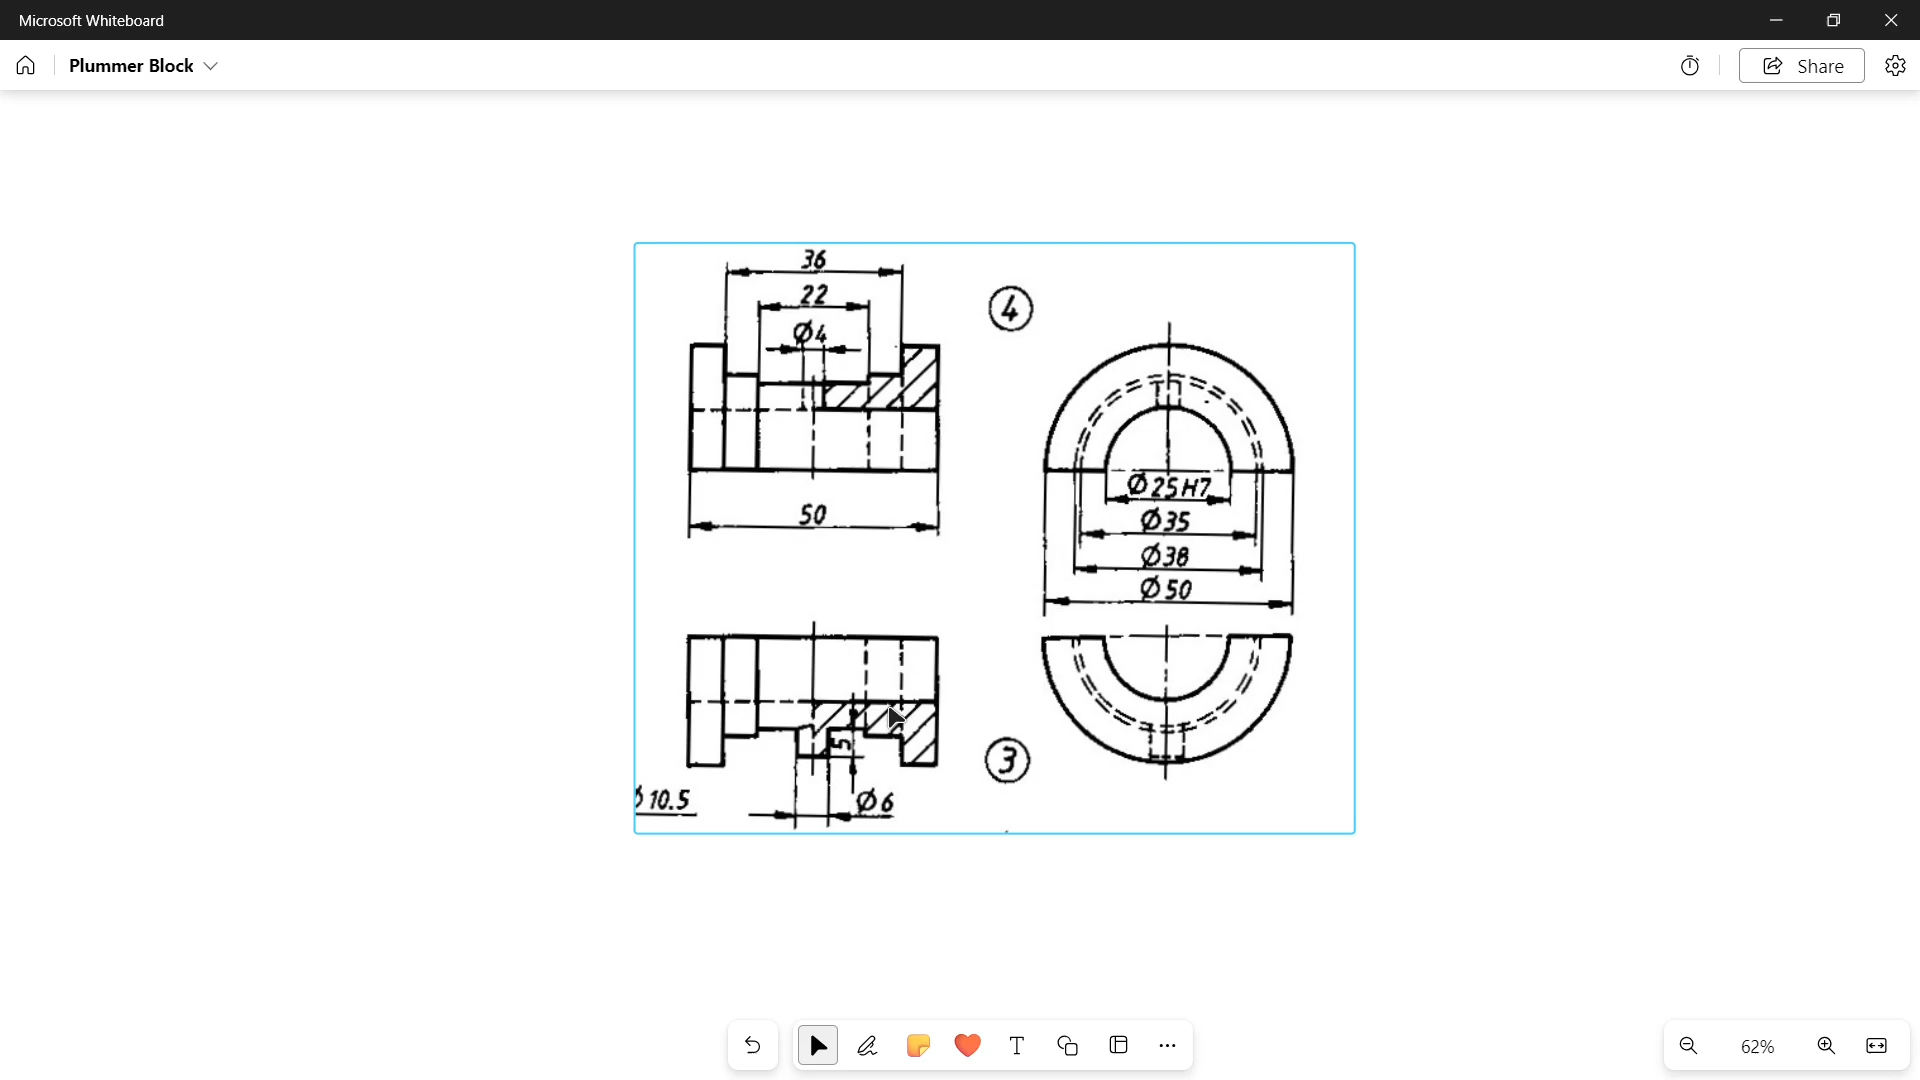 Microsoft Whiteboard
Plummer Block
Share
36
22
Ø4
4
50
Ø25H7
Ø35
Ø38
Ø50
5
3
Ø10.5
Ø6
T
62%